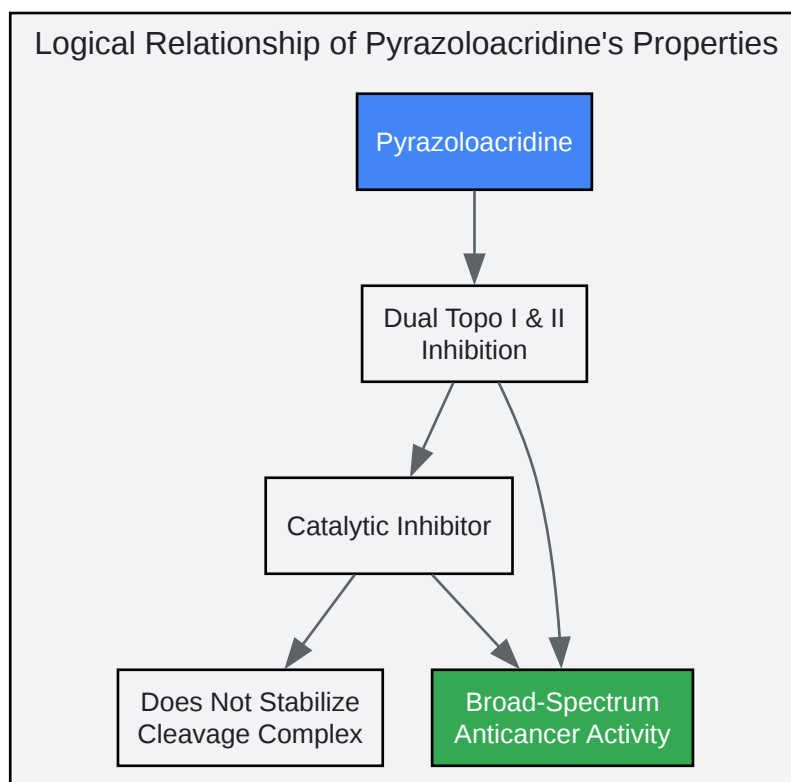 Logical Relationship of Pyrazoloacridine's Properties
Pyrazoloacridine
Dual Topo I & II
Inhibition
Catalytic Inhibitor
Does Not Stabilize
Cleavage Complex
Broad-Spectrum
Anticancer Activity